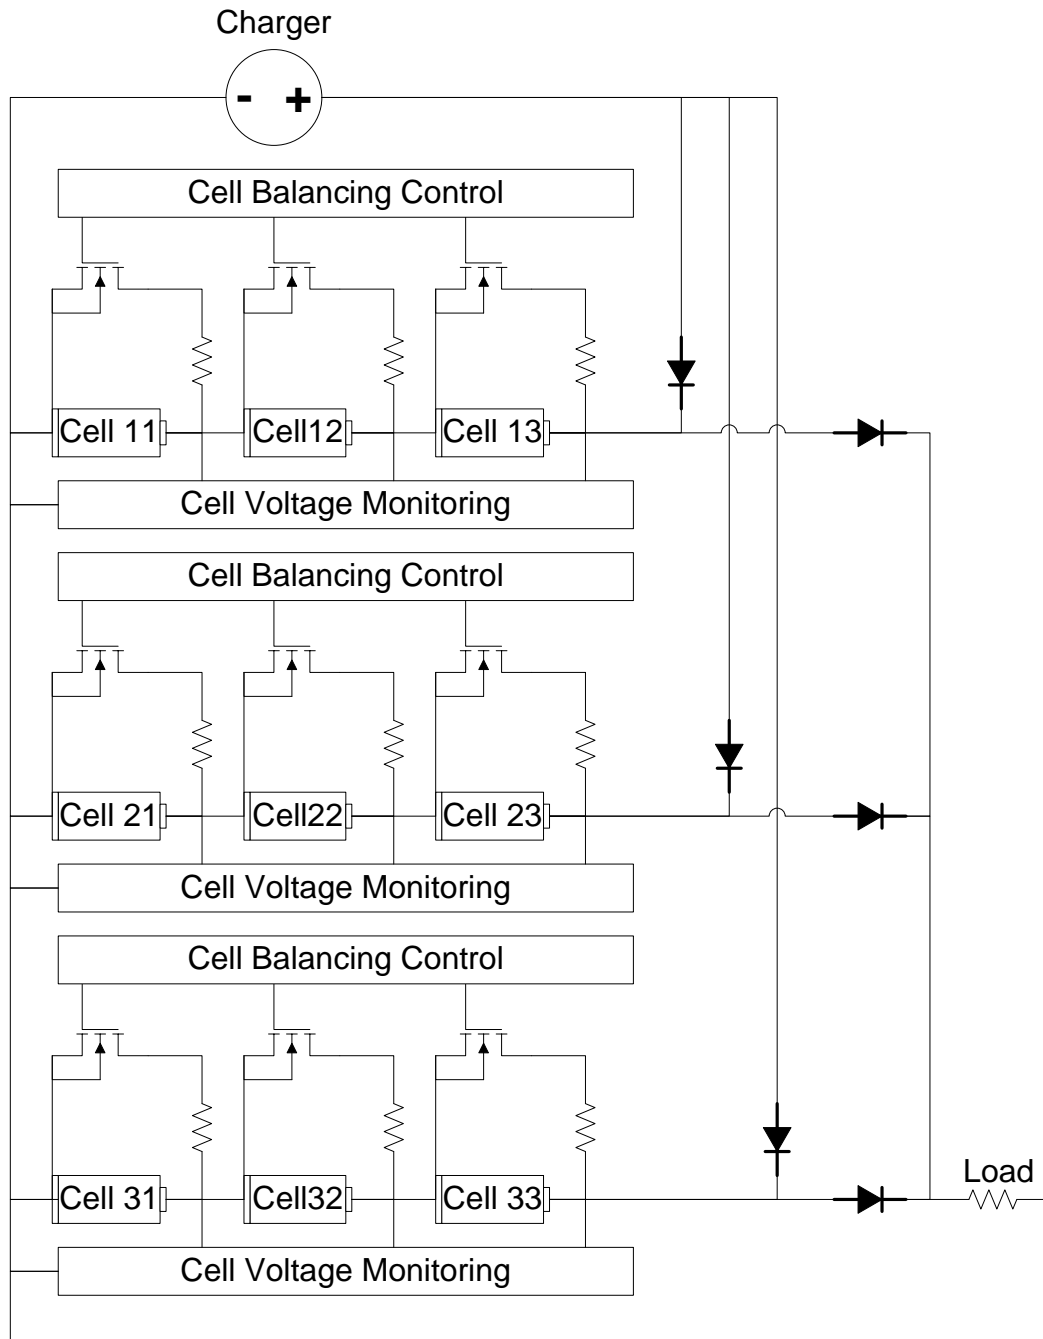 Charger
- +
Cell Balancing Control
Cell 11 Cell12 Cell 13
Cell Voltage Monitoring
Cell Balancing Control
Cell 21 Cell22 Cell 23
Cell Voltage Monitoring
Cell Balancing Control
Cell 31 Cell32 Cell 33
Load
Cell Voltage Monitoring